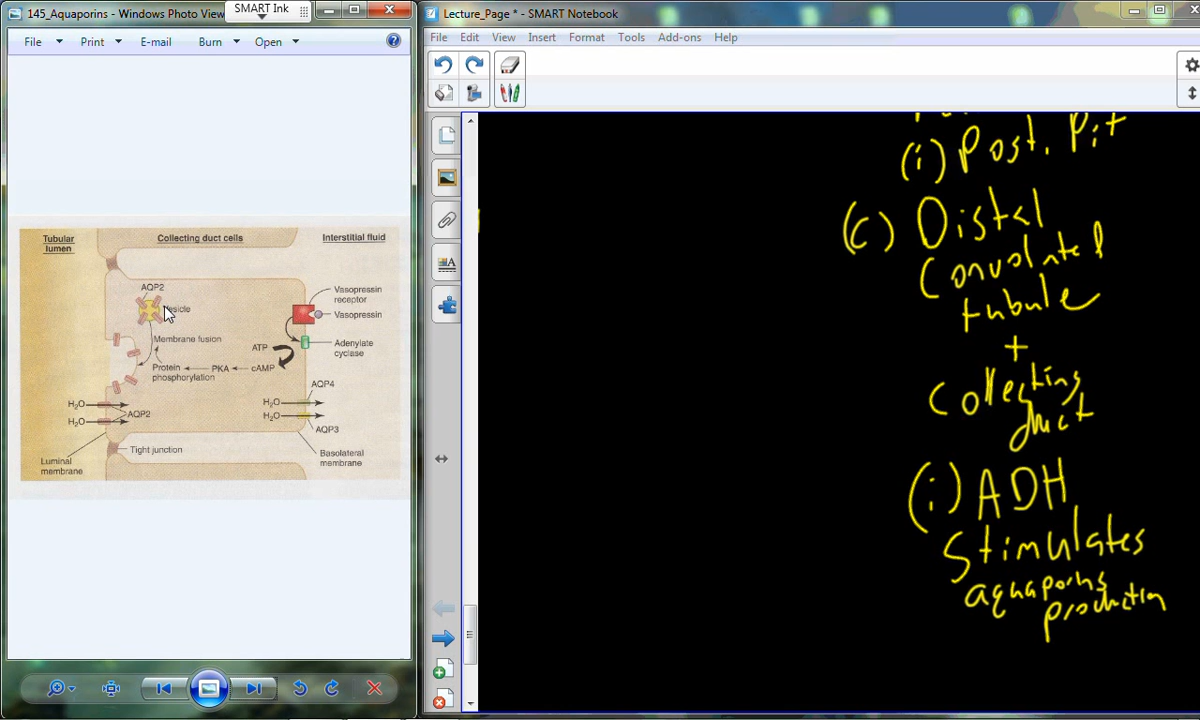 145_Aquaporins - Windows Photo View
SMART Ink
File Print E-mail Burn Open
Tubular
lumen
Collecting duct cells
Interstitial fluid
AQP2
Vesicle
Vasopressin
receptor
Vasopressin
Membrane fusion
ATP
Adenylate
cyclase
Protein
phosphorylation
PKA
cAMP
AQP4
H₂O
H₂O
AQP2
H₂O
H₂O
AQP3
Tight junction
Basolateral
membrane
Luminal
membrane
Lecture_Page * - SMART Notebook
File Edit View Insert Format Tools Add-ons Help
(i) Post. Pit
(C) Distal
Convoluted
tubule
+
Collecting
duct
(i) ADH
Stimulates
aquaporins
production